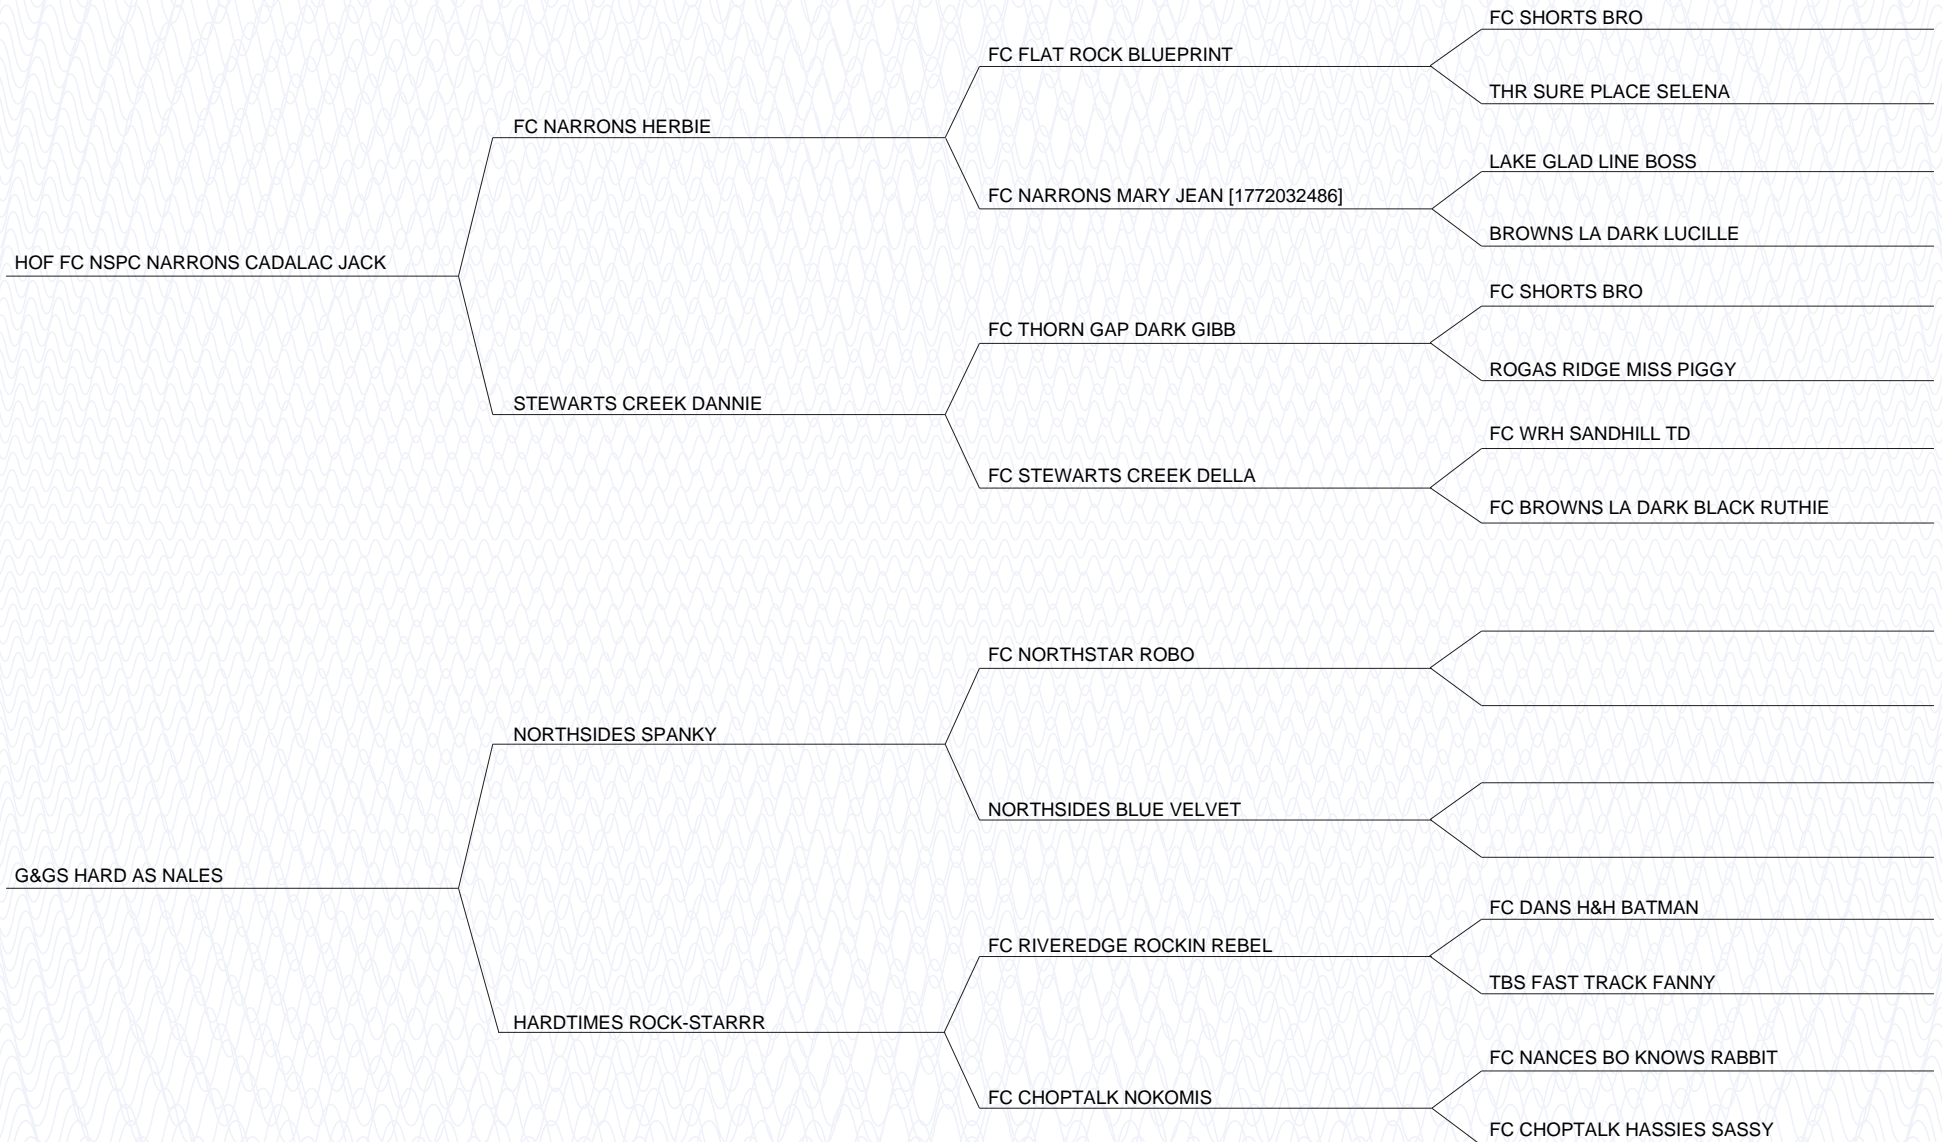 FC SHORTS BRO
FC FLAT ROCK BLUEPRINT
THR SURE PLACE SELENA
FC NARRONS HERBIE
LAKE GLAD LINE BOSS
FC NARRONS MARY JEAN [1772032486]
BROWNS LA DARK LUCILLE
HOF FC NSPC NARRONS CADALAC JACK
FC SHORTS BRO
FC THORN GAP DARK GIBB
ROGAS RIDGE MISS PIGGY
STEWARTS CREEK DANNIE
FC WRH SANDHILL TD
FC STEWARTS CREEK DELLA
FC BROWNS LA DARK BLACK RUTHIE
FC NORTHSTAR ROBO
NORTHSIDES SPANKY
NORTHSIDES BLUE VELVET
G&GS HARD AS NALES
FC DANS H&H BATMAN
FC RIVEREDGE ROCKIN REBEL
TBS FAST TRACK FANNY
HARDTIMES ROCK-STARRR
FC NANCES BO KNOWS RABBIT
FC CHOPTALK NOKOMIS
FC CHOPTALK HASSIES SASSY